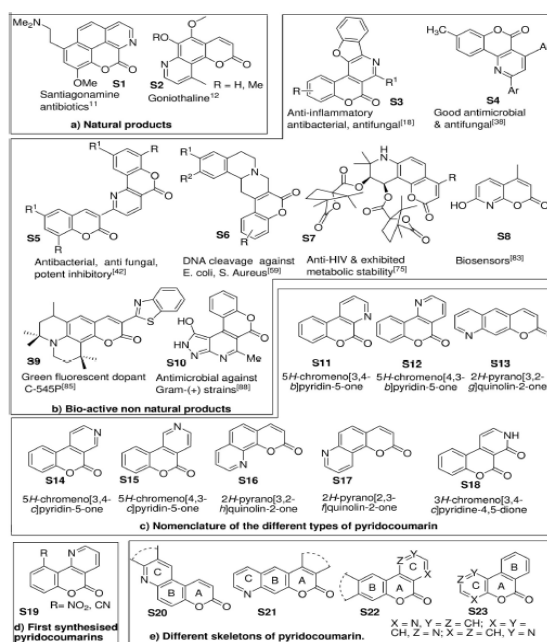 Me₂N
N
O
O
OMe
S1
Santiagonamine
antibiotics¹¹
O
RO
N
O
O
S2
R = H, Me
Goniothaline¹²
a) Natural products
O
N
R¹
R
O
O
S3
Anti-inflammatory
antibacterial, antifungal[18]
H₃C
O
O
N
Ar
S4
Good antimicrobial
& antifungal[38]
R¹
R
O
O
R¹
N
O
O
R
S5
Antibacterial, anti fungal,
potent inhibitory[42]
R¹
R²
N
O
O
R
S6
DNA cleavage against
E. coli, S. Aureus[59]
H
N
R
O
O
S7
Anti-HIV & exhibited
metabolic stability[75]
HO
N
O
O
S8
Biosensors[83]
N
S
N
O
O
S9
Green fluorescent dopant
C-545P[85]
HO
O
O
N
HN
N
Me
S10
Antimicrobial against
Gram-(+) strains[88]
b) Bio-active non natural products
N
O
O
S11
5H-chromeno[3,4-
b]pyridin-5-one
N
O
O
S12
5H-chromeno[4,3-
b]pyridin-5-one
N
O
O
S13
2H-pyrano[3,2-
g]quinolin-2-one
N
O
O
S14
5H-chromeno[3,4-
c]pyridin-5-one
N
O
O
S15
5H-chromeno[4,3-
c]pyridin-5-one
N
O
O
S16
2H-pyrano[3,2-
h]quinolin-2-one
N
O
O
S17
2H-pyrano[2,3-
f]quinolin-2-one
NH
O
O
O
S18
3H-chromeno[3,4-
c]pyridine-4,5-dione
c) Nomenclature of the different types of pyridocoumarin
R
N
O
O
S19
R= NO₂, CN
d) First synthesised
pyridocoumarins
C
N
B
A
O
O
S20
C
B
A
N
O
O
S21
Z
Y
C
X
B
A
O
O
S22
Y
X
Z
C
B
A
O
O
S23
X = N, Y = Z = CH; X = Y =
CH, Z = N; X = Z = CH, Y = N
e) Different skeletons of pyridocoumarin.